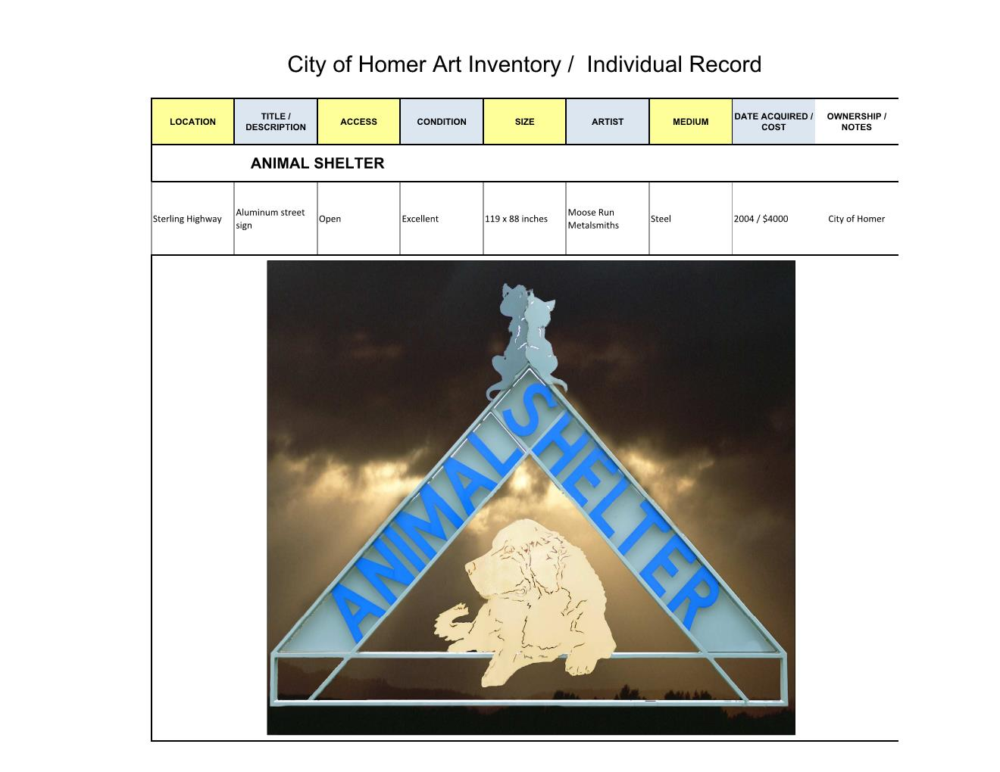 City of Homer Art Inventory /  Individual Record
LOCATION
TITLE /
DESCRIPTION
ACCESS
CONDITION
SIZE
ARTIST
MEDIUM
DATE ACQUIRED /
COST
OWNERSHIP /
NOTES
ANIMAL SHELTER
Sterling Highway
Aluminum street
sign
Open
Excellent
119 x 88 inches
Moose Run
Metalsmiths
Steel
2004 / $4000
City of Homer
ANIMAL SHELTER